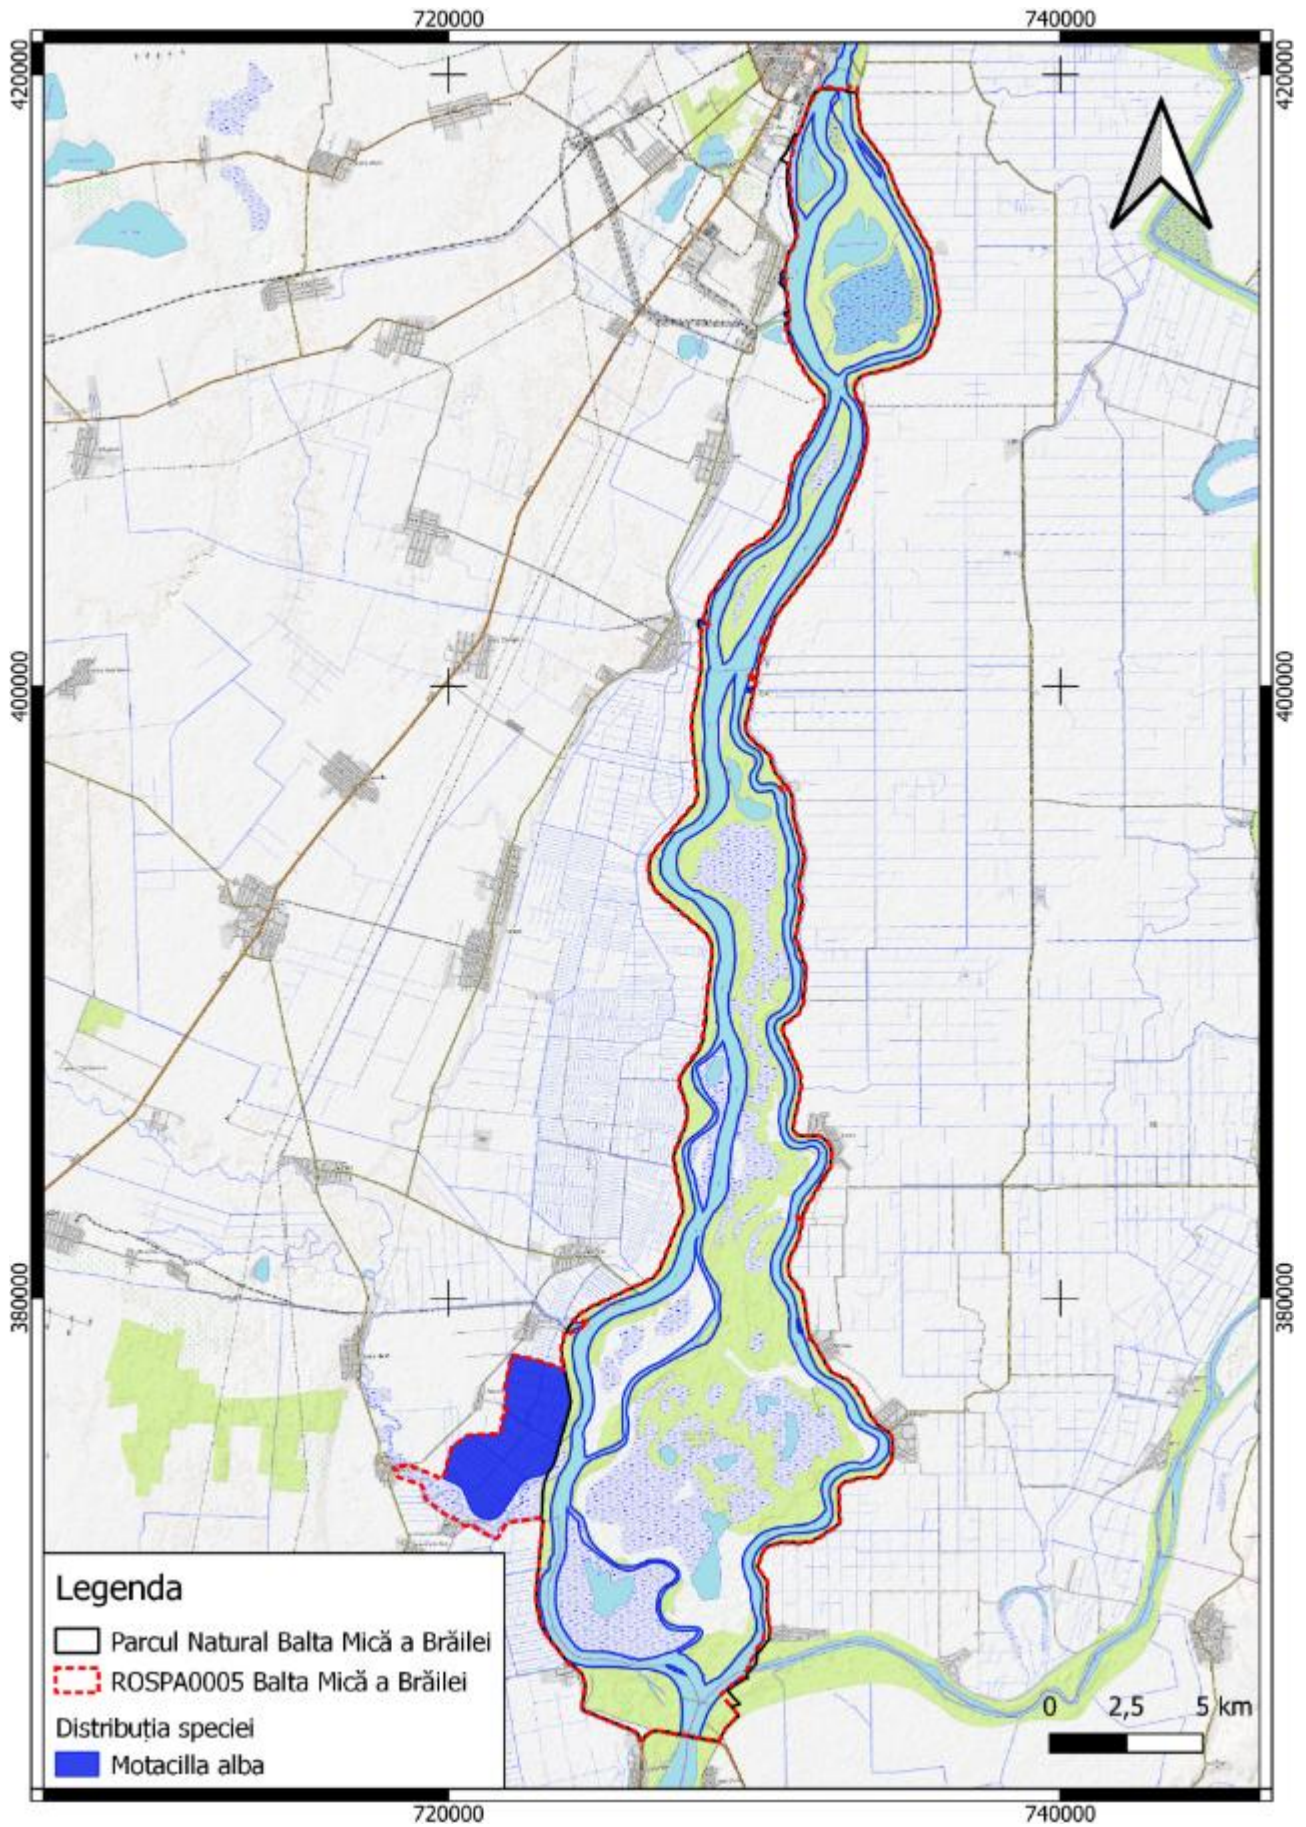 720000 740000
420000 420000
400000 400000
380000 380000
Legenda
Parcul Natural Balta Mică a Brăilei
ROSPA0005 Balta Mică a Brăilei
Distribuția speciei
Motacilla alba
0 2,5 5 km
720000 740000